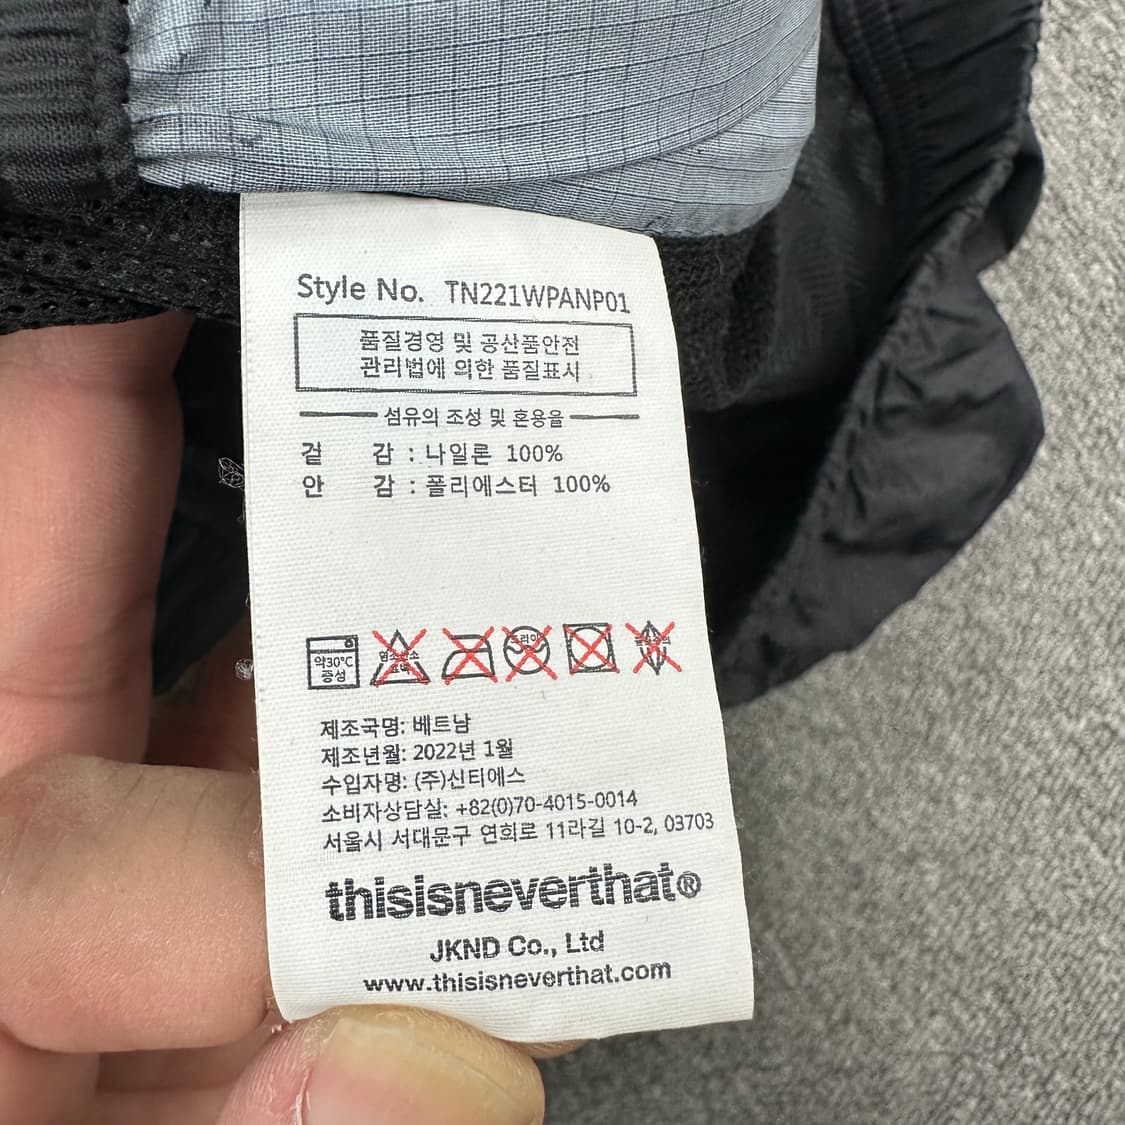 Style No. TN221WPANP01
품질경영 및 공산품안전
관리법에 의한 품질표시
섬유의 조성 및 혼용율
겉 감 : 나일론 100%
안 감 : 폴리에스터 100%
약30℃
중성
제조국명: 베트남
제조년월: 2022년 1월
수입자명: (주)신티에스
소비자상담실: +82(0)70-4015-0014
서울시 서대문구 연희로 11라길 10-2, 03703
thisisneverthat®
JKND Co., Ltd
www.thisisneverthat.com